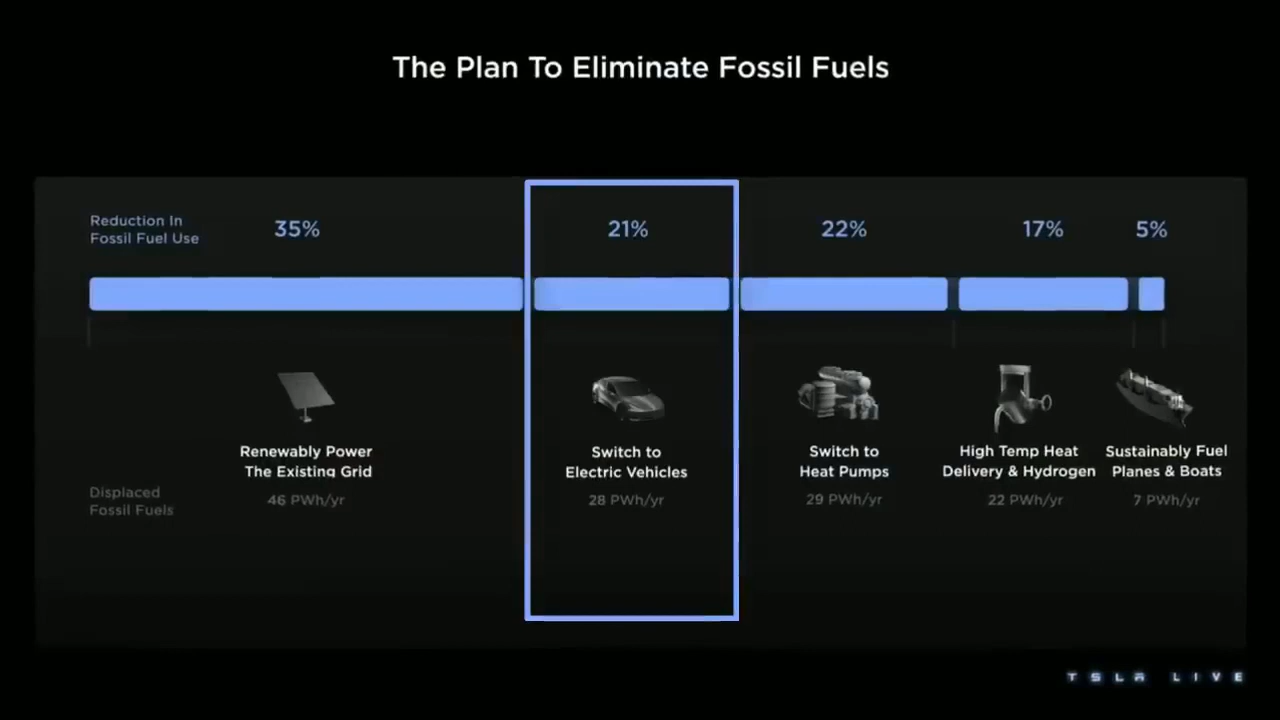 The Plan To Eliminate Fossil Fuels
Reduction In
Fossil Fuel Use
35%
21%
22%
17%
5%
Renewably Power
The Existing Grid
Switch to
Electric Vehicles
Switch to
Heat Pumps
High Temp Heat
Delivery & Hydrogen
Sustainably Fuel
Planes & Boats
Displaced
Fossil Fuels
46 PWh/yr
28 PWh/yr
29 PWh/yr
22 PWh/yr
7 PWh/yr
TSLA LIVE